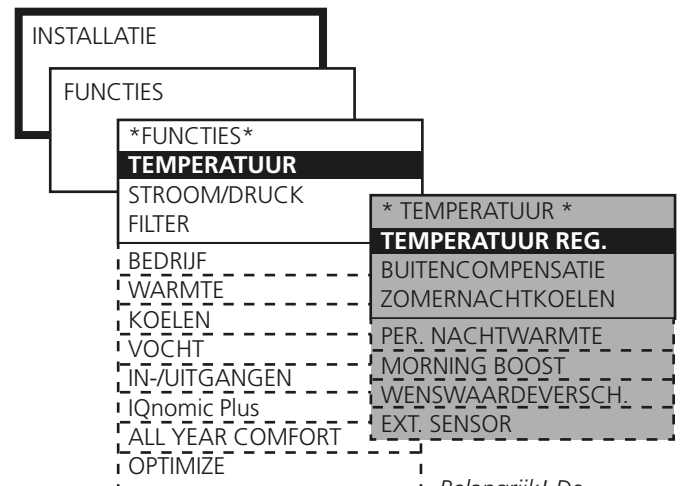 INSTALLATIE
FUNCTIES
*FUNCTIES*
TEMPERATUUR
STROOM/DRUCK
FILTER
BEDRIJF
WARMTE
KOELEN
VOCHT
IN-/UITGANGEN
IQnomic Plus
ALL YEAR COMFORT
OPTIMIZE
* TEMPERATUUR *
TEMPERATUUR REG.
BUITENCOMPENSATIE
ZOMERNACHTKOELEN
PER. NACHTWARMTE
MORNING BOOST
WENSWAARDEVERSCH.
EXT. SENSOR
Belangrijk! De